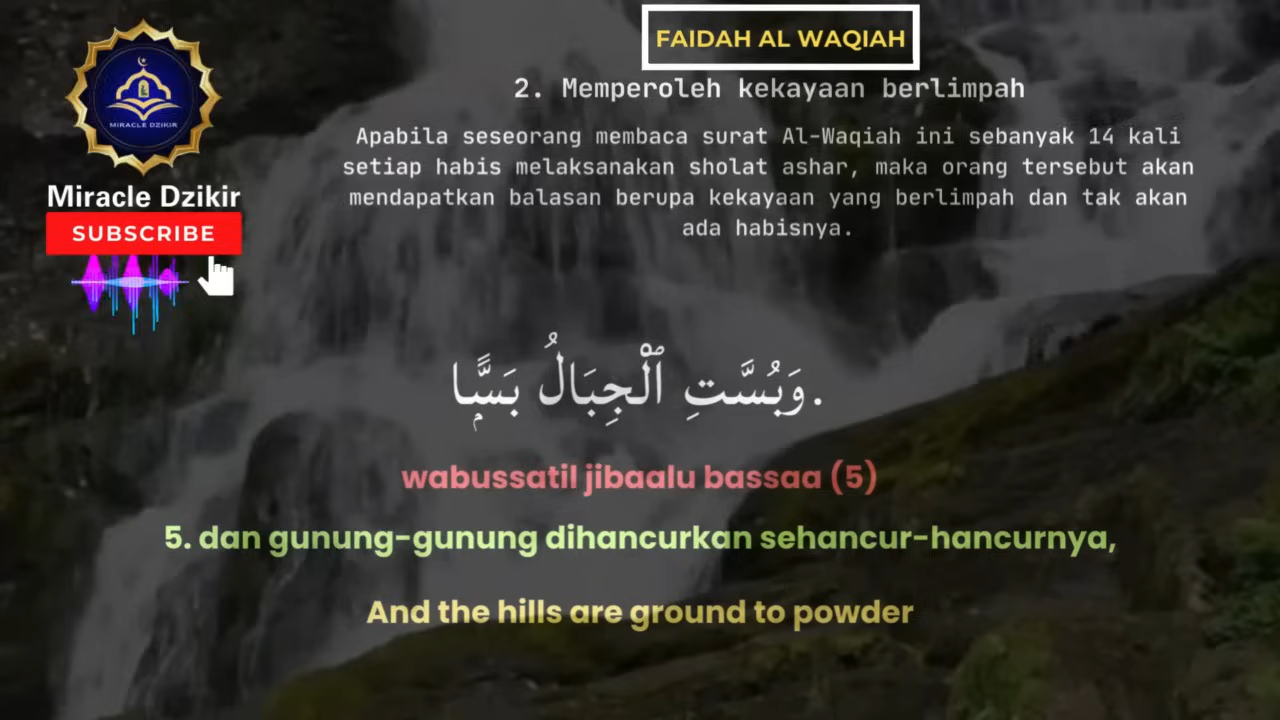 FAIDAH AL WAQIAH
2. Memperoleh kekayaan berlimpah
Apabila seseorang membaca surat Al-Waqiah ini sebanyak 14 kali
setiap habis melaksanakan sholat ashar, maka orang tersebut akan
mendapatkan balasan berupa kekayaan yang berlimpah dan tak akan
ada habisnya.
MIRACLE DZIKIR
Miracle Dzikir
SUBSCRIBE
.وَبُسَّتِ ٱلْجِبَالُ بَسًّۭا
wabussatil jibaalu bassaa (5)
5. dan gunung-gunung dihancurkan sehancur-hancurnya,
And the hills are ground to powder